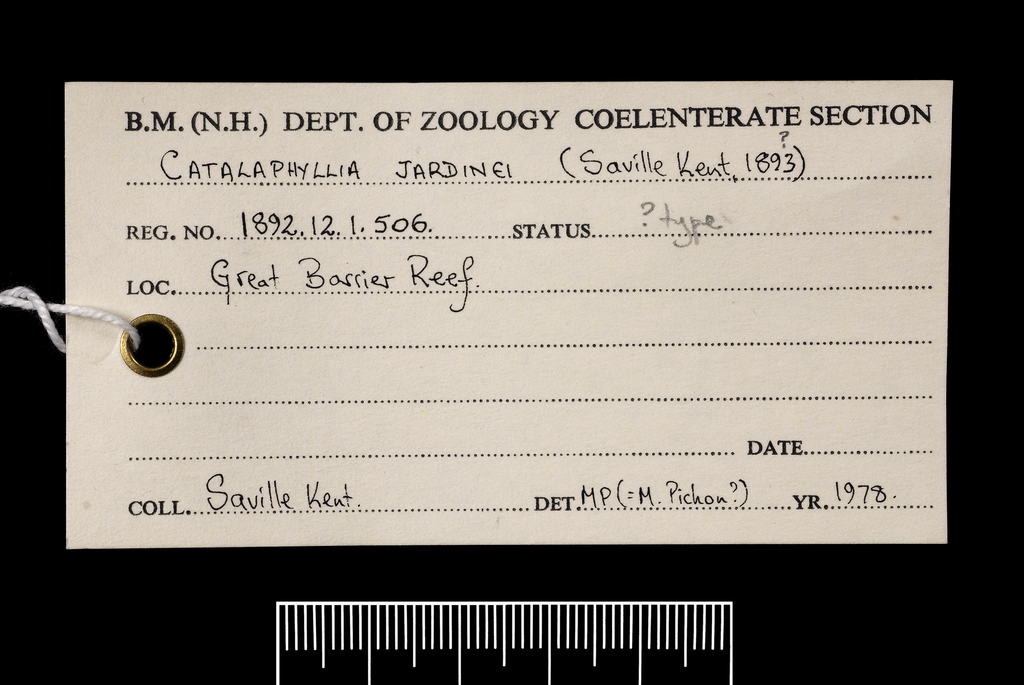 B.M. (N.H.) DEPT. OF ZOOLOGY COELENTERATE SECTION
?
CATALAPHYLLIA JARDINEI (Saville Kent, 1893)
REG. NO. 1892.12.1.506. STATUS ? type
LOC. Great Barrier Reef.
DATE
COLL. Saville Kent. DET. MP (=M. Pichon?) YR. 1978.